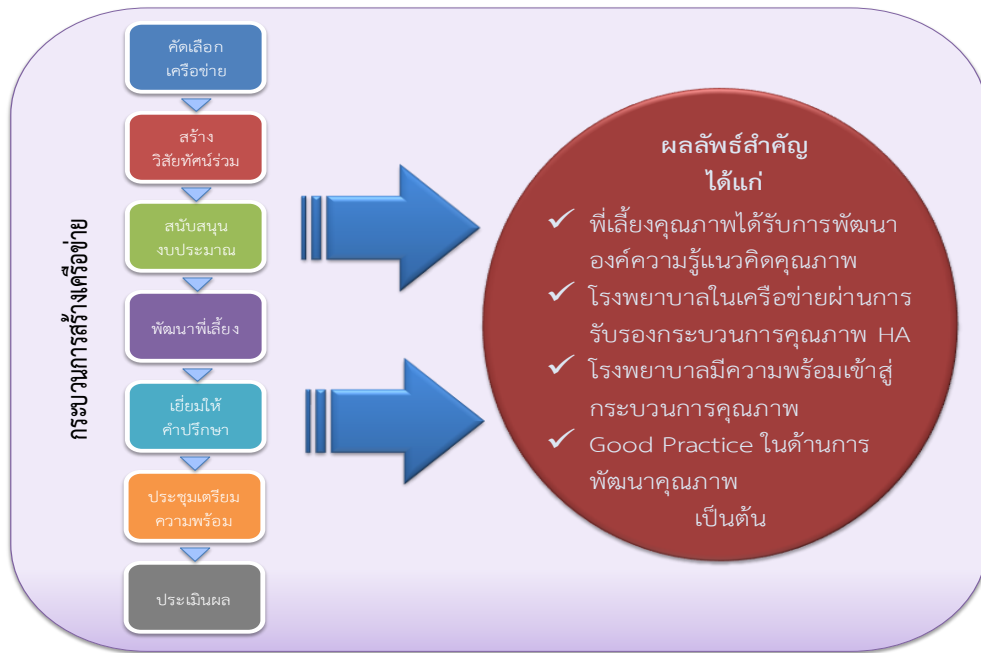 กระบวนการสร้างเครือข่าย
คัดเลือก
เครือข่าย
สร้าง
วิสัยทัศน์ร่วม
สนับสนุน
งบประมาณ
พัฒนาพี่เลี้ยง
เยี่ยมให้
คำปรึกษา
ประชุมเตรียม
ความพร้อม
ประเมินผล
ผลลัพธ์สำคัญ
ได้แก่
✓ พี่เลี้ยงคุณภาพได้รับการพัฒนา
องค์ความรู้แนวคิดคุณภาพ
✓ โรงพยาบาลในเครือข่ายผ่านการ
รับรองกระบวนการคุณภาพ HA
✓ โรงพยาบาลมีความพร้อมเข้าสู่
กระบวนการคุณภาพ
✓ Good Practice ในด้านการ
พัฒนาคุณภาพ
เป็นต้น